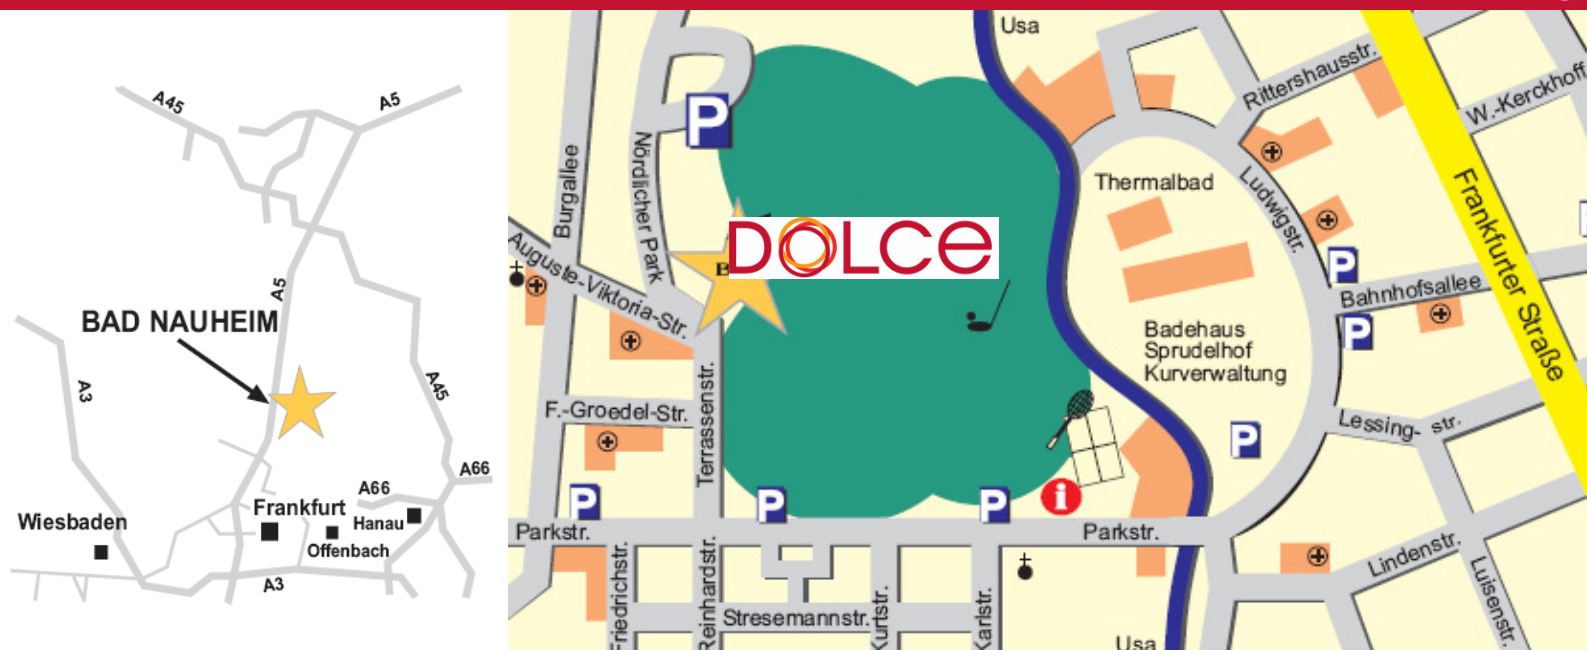 A45
A5
A5
BAD NAUHEIM
A3
A45
A66
A66
Wiesbaden
Frankfurt
Hanau
Offenbach
A3
Usa
Rittershausstr.
W.-Kerckhoff
P
Burgallee
Nördlicher Park
Thermalbad
Ludwigstr.
Frankfurter Straße
Auguste-Viktoria-Str.
DOLCE
P
Bahnhofsallee
P
Badehaus
Sprudelhof
Kurverwaltung
F.-Groedel-Str.
Terrassenstr.
Lessing- str.
P
P
P
P
i
Parkstr.
Parkstr.
Friedrichstr.
Reinhardstr.
Stresemannstr.
Kurtstr.
Karlstr.
Lindenstr.
Luisenstr.
Usa